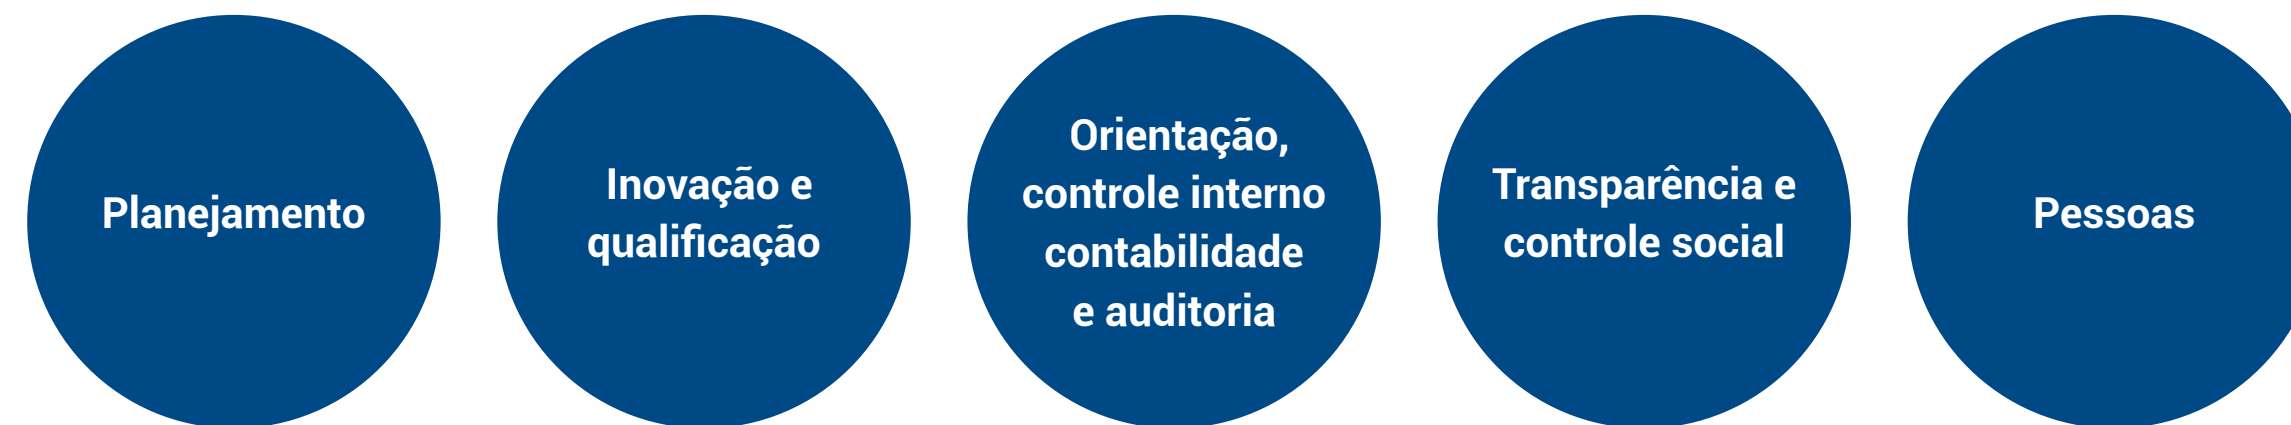 Planejamento
Inovação e
qualificação
Orientação,
controle interno
contabilidade
e auditoria
Transparência e
controle social
Pessoas